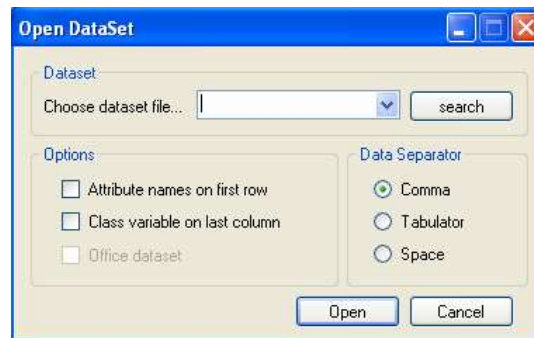 Open DataSet
Dataset
Choose dataset file...
search
Options
Attribute names on first row
Class variable on last column
Office dataset
Data Separator
Comma
Tabulator
Space
Open
Cancel